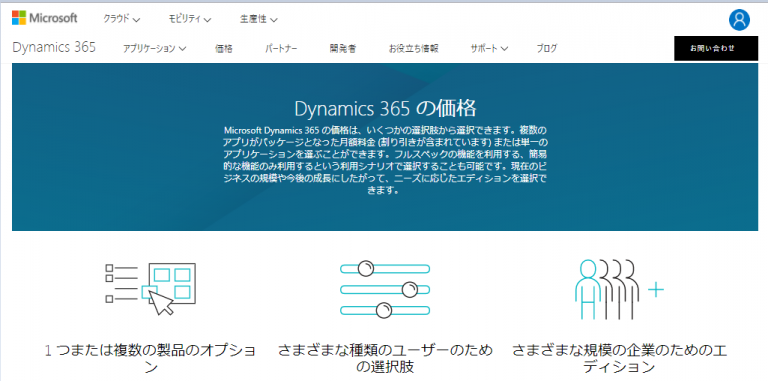 Microsoft クラウド モビリティ 生産性
Dynamics 365 アプリケーション 価格 パートナー 開発者 お役立ち情報 サポート ブログ お問い合わせ
Dynamics 365 の価格
Microsoft Dynamics 365 の価格は、いくつかの選択肢から選択できます。複数の
アプリがパッケージとなった月額料金 (割り引きが含まれています) または単一の
アプリケーションを選ぶことができます。フルスペックの機能を利用する、簡易
的な機能のみ利用するという利用シナリオで選択することも可能です。現在のビ
ジネスの規模や今後の成長にしたがって、ニーズに応じたエディションを選択で
きます。
1 つまたは複数の製品のオプショ
ン
さまざまな種類のユーザーのため
の選択肢
さまざまな規模の企業のためのエ
ディション